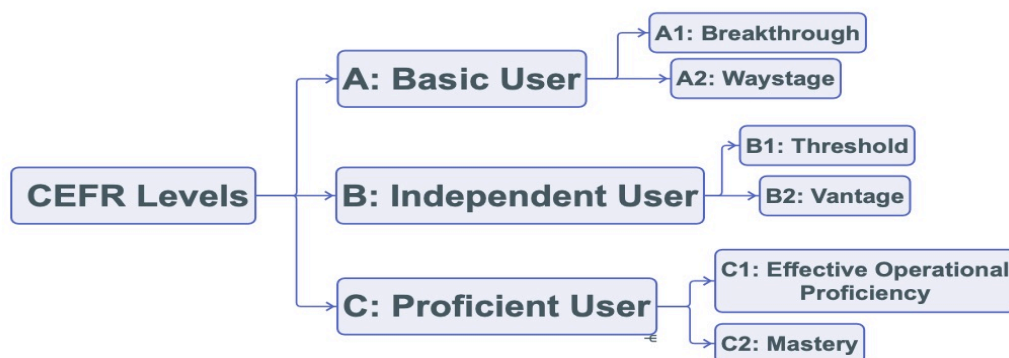 CEFR Levels
A: Basic User
A1: Breakthrough
A2: Waystage
B: Independent User
B1: Threshold
B2: Vantage
C: Proficient User
C1: Effective Operational
Proficiency
C2: Mastery